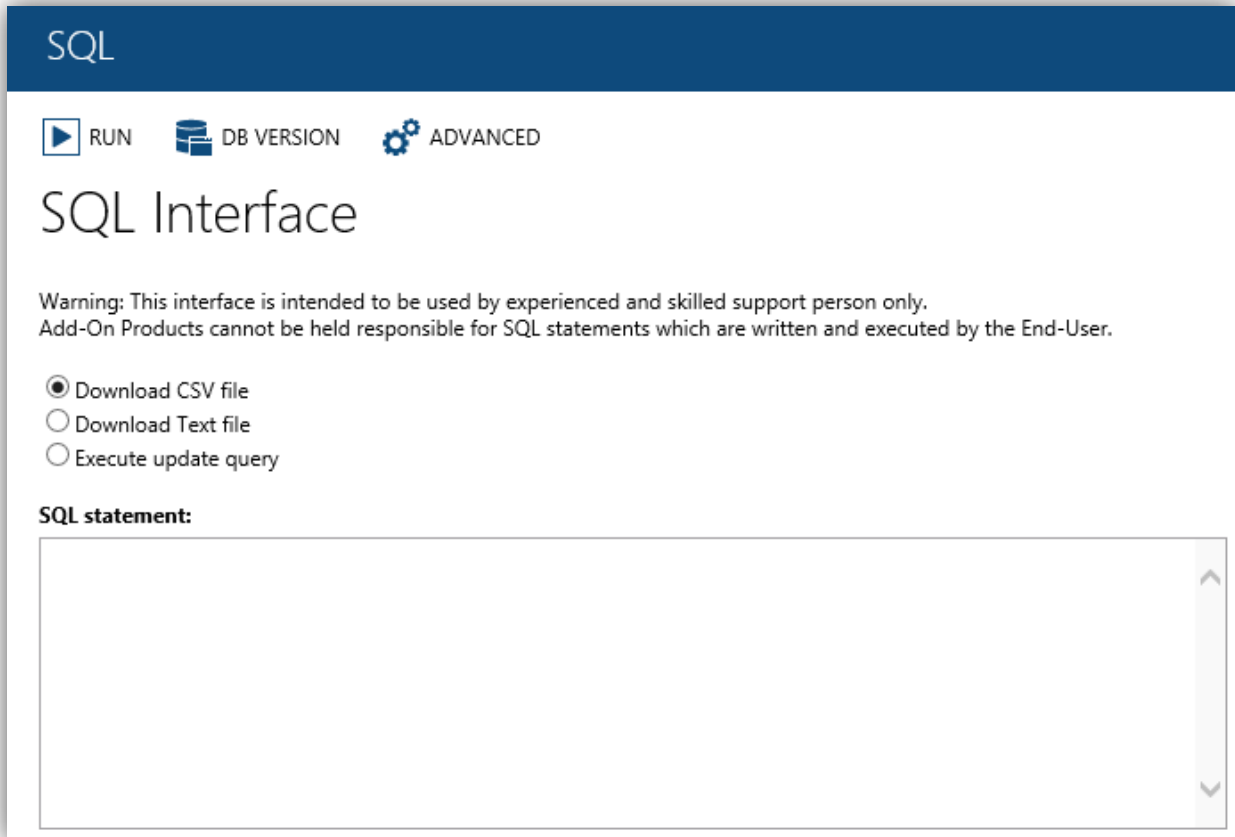 SQL
RUN DB VERSION ADVANCED
SQL Interface
Warning: This interface is intended to be used by experienced and skilled support person only.
Add-On Products cannot be held responsible for SQL statements which are written and executed by the End-User.
Download CSV file
Download Text file
Execute update query
SQL statement: